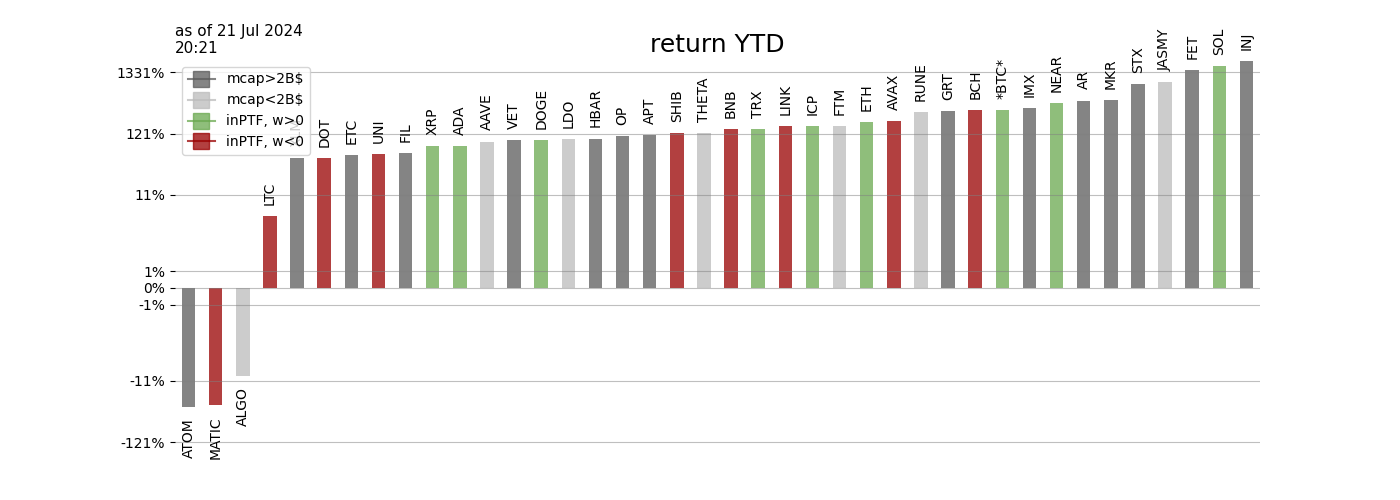 as of 21 Jul 2024
20:21
return YTD
mcap>2B$
mcap<2B$
inPTF, w>0
inPTF, w<0
1331%
121%
11%
1%
0%
-1%
-11%
-121%
ATOM
MATIC
ALGO
LTC
DOT
ETC
UNI
FIL
XRP
ADA
AAVE
VET
DOGE
LDO
HBAR
OP
APT
SHIB
THETA
BNB
TRX
LINK
ICP
FTM
ETH
AVAX
RUNE
GRT
BCH
*BTC*
IMX
NEAR
AR
MKR
STX
JASMY
FET
SOL
INJ